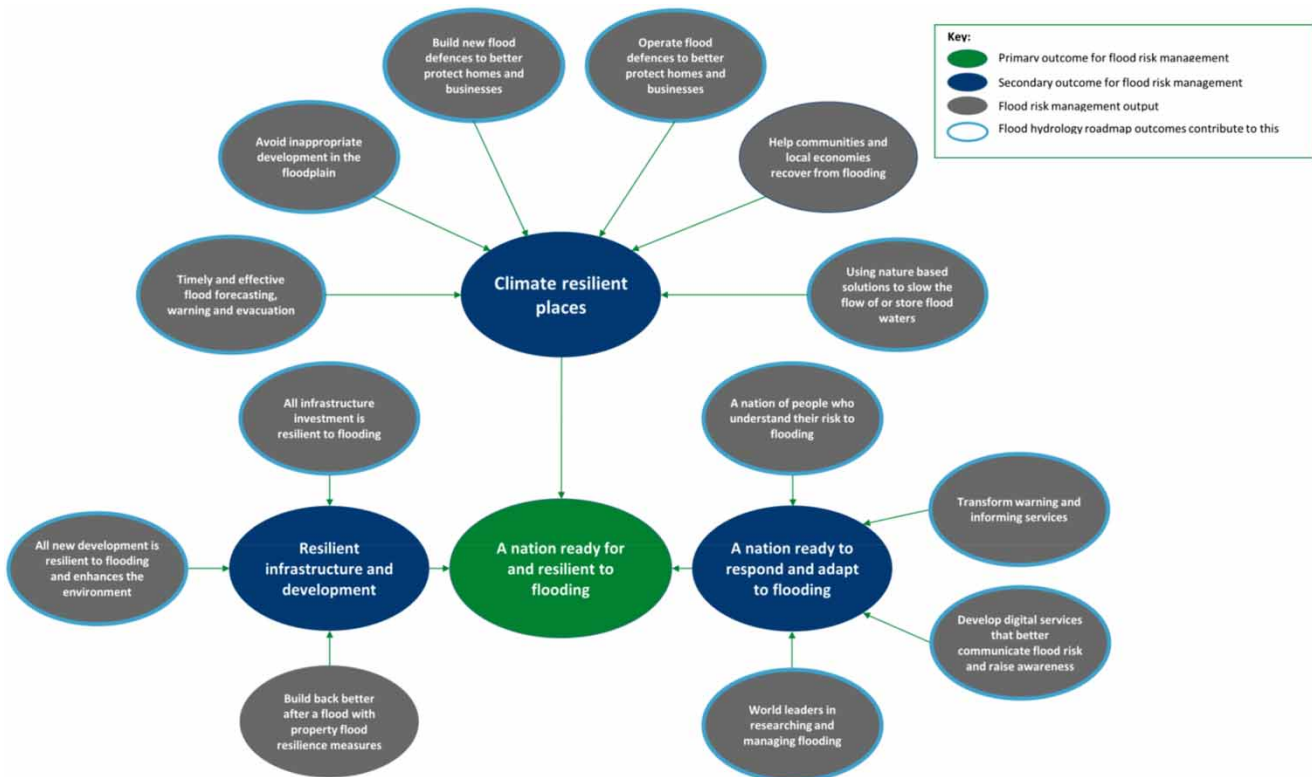 Build new flood
defences to better
protect homes and
businesses
Operate flood
defences to better
protect homes and
businesses
Key:
Primary outcome for flood risk management
Secondary outcome for flood risk management
Flood risk management output
Flood hydrology roadmap outcomes contribute to this
Avoid inappropriate
development in the
floodplain
Help communities and
local economies
recover from flooding
Timely and effective
flood forecasting,
warning and evacuation
Climate resilient
places
Using nature based
solutions to slow the
flow of or store flood
waters
All infrastructure
investment is
resilient to flooding
A nation of people who
understand their risk to
flooding
Transform warning and
informing services
All new development is
resilient to flooding
and enhances the
environment
Resilient
infrastructure and
development
A nation ready for
and resilient to
flooding
A nation ready to
respond and adapt
to flooding
Develop digital services
that better
communicate flood risk
and raise awareness
Build back better
after a flood with
property flood
resilience measures
World leaders in
researching and
managing flooding